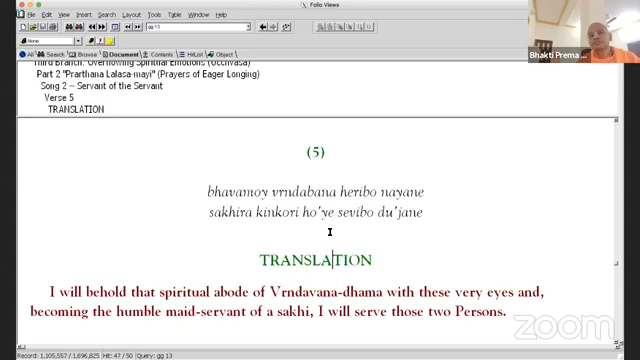 Folio Views
File Edit View Search Layout Tools Table Window Help
gg 13
None
All Search Document Contents HitList Object
Third Branch: Overflowing Spiritual Emotions (Occhvasa)
Part 2 "Prarthana Lalasa-mayi" (Prayers of Eager Longing)
Song 2 – Servant of the Servant
Verse 5
TRANSLATION
(5)
bhavamoy vrndabana heribo nayane
sakhira kinkori ho'ye sevibo du'jane
TRANSLATION
I will behold that spiritual abode of Vrndavana-dhama with these very eyes and,
becoming the humble maid-servant of a sakhi, I will serve those two Persons.
Record: 1,105,557 / 1,696,825 Hit: 47 / 50 Query: gg 13
Bhakti Prema
zoom